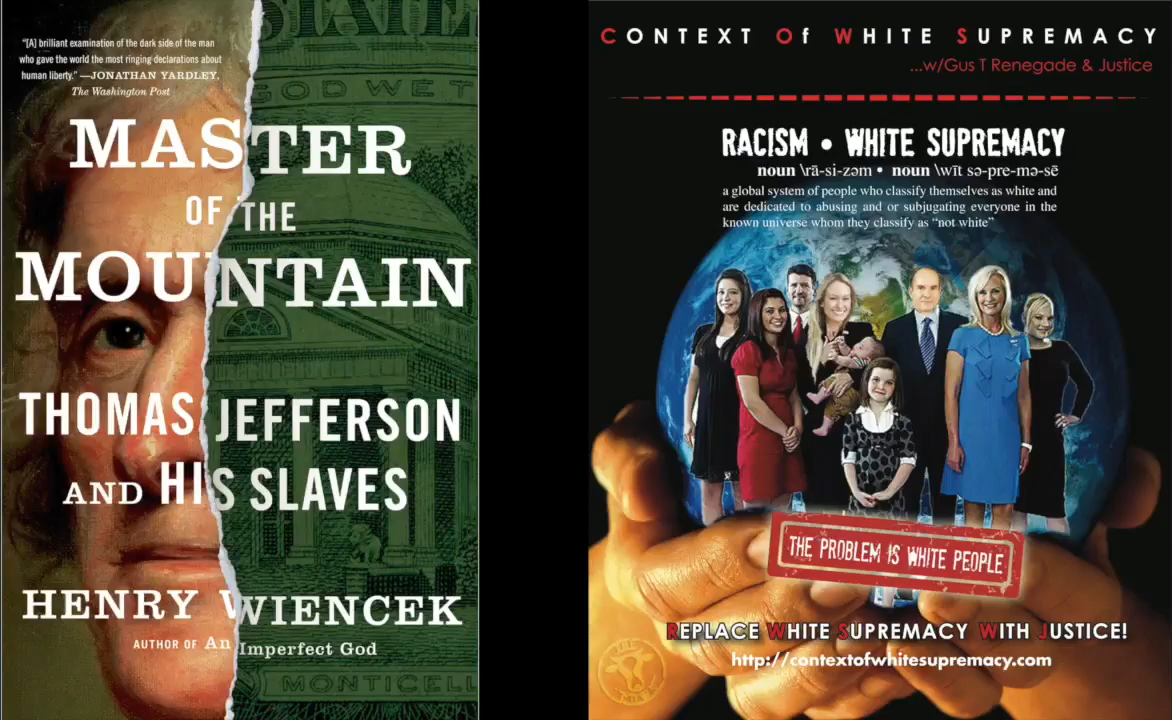 "[A] brilliant examination of the dark side of the man
who gave the world the most ringing declarations about
human liberty." —JONATHAN YARDLEY,
The Washington Post
GOD WE T
MASTER
OF THE
MOUNTAIN
THOMAS JEFFERSON
AND HIS SLAVES
HENRY WIENCEK
AUTHOR OF An Imperfect God
MONTICELL
CONTEXT Of WHITE SUPREMACY
...w/Gus T Renegade & Justice
RACISM • WHITE SUPREMACY
noun \rā-si-zəm • noun \wīt sə-pre-mə-sē
a global system of people who classify themselves as white and
are dedicated to abusing and or subjugating everyone in the
known universe whom they classify as "not white"
THE PROBLEM IS WHITE PEOPLE
REPLACE WHITE SUPREMACY WITH JUSTICE!
http://contextofwhitesupremacy.com